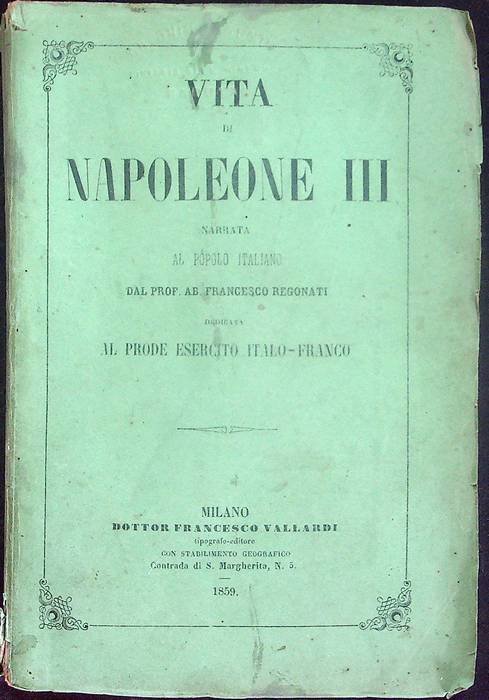 VITA
DI
NAPOLEONE III
NARRATA
AL POPOLO ITALIANO
DAL PROF. AB. FRANCESCO REGONATI
DEDICATA
AL PRODE ESERCITO ITALO-FRANCO
MILANO
DOTTOR FRANCESCO VALLARDI
tipografo-editore
CON STABILIMENTO GEOGRAFICO
Contrada di S. Margherita, N. 5.
1859.